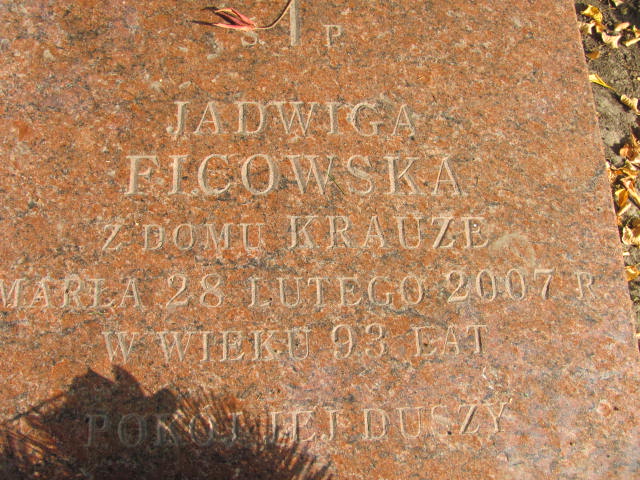 Ś P
JADWIGA
FICOWSKA
Z DOMU KRAUZE
MARŁA 28 LUTEGO 2007 R
W WIEKU 93 LAT
POKÓJ JEJ DUSZY